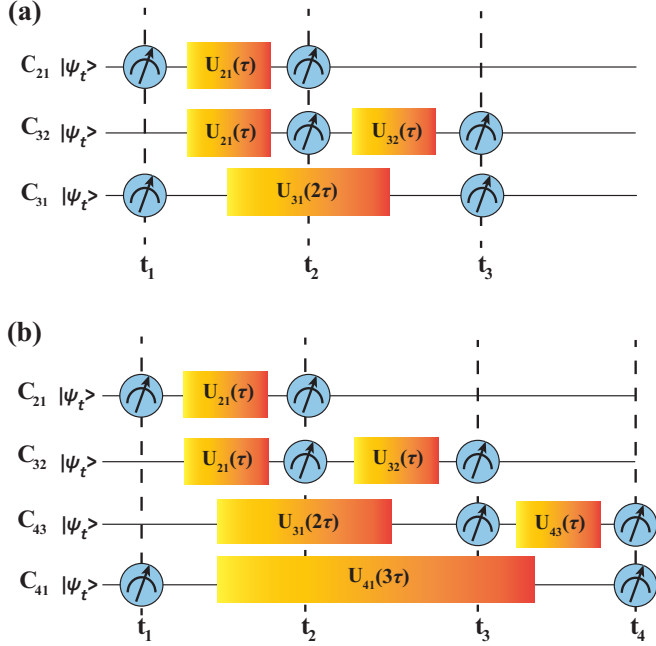 (a)
C₂₁ |ψₜ> U₂₁(τ)
C₃₂ |ψₜ> U₂₁(τ) U₃₂(τ)
C₃₁ |ψₜ> U₃₁(2τ)
t₁ t₂ t₃
(b)
C₂₁ |ψₜ> U₂₁(τ)
C₃₂ |ψₜ> U₂₁(τ) U₃₂(τ)
C₄₃ |ψₜ> U₃₁(2τ) U₄₃(τ)
C₄₁ |ψₜ> U₄₁(3τ)
t₁ t₂ t₃ t₄